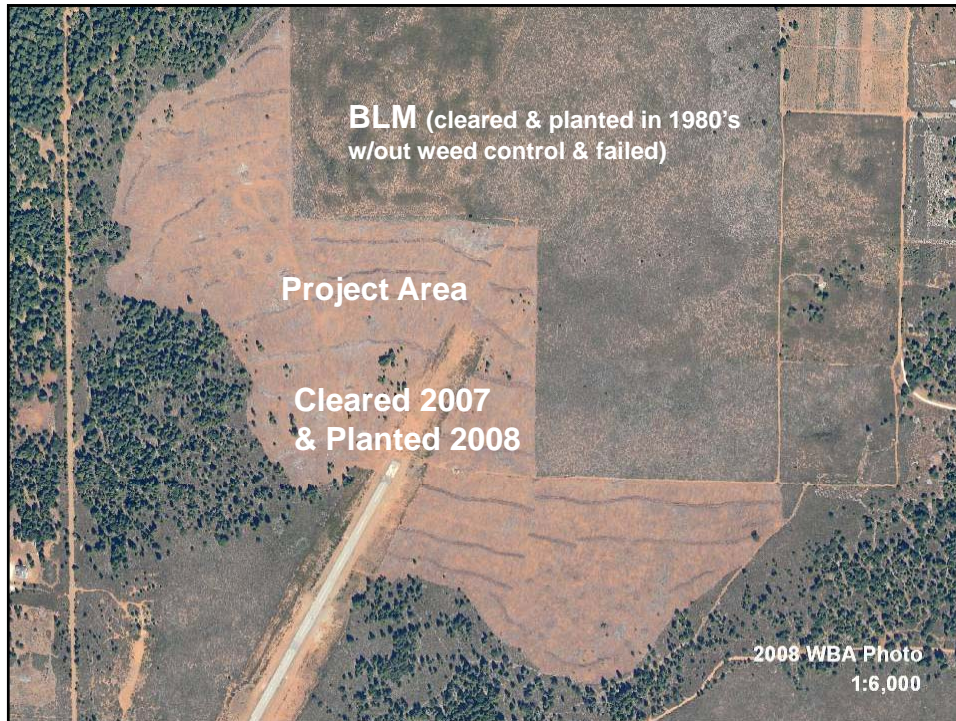 BLM (cleared & planted in 1980's
w/out weed control & failed)
Project Area
Cleared 2007
& Planted 2008
2008 WBA Photo
1:6,000